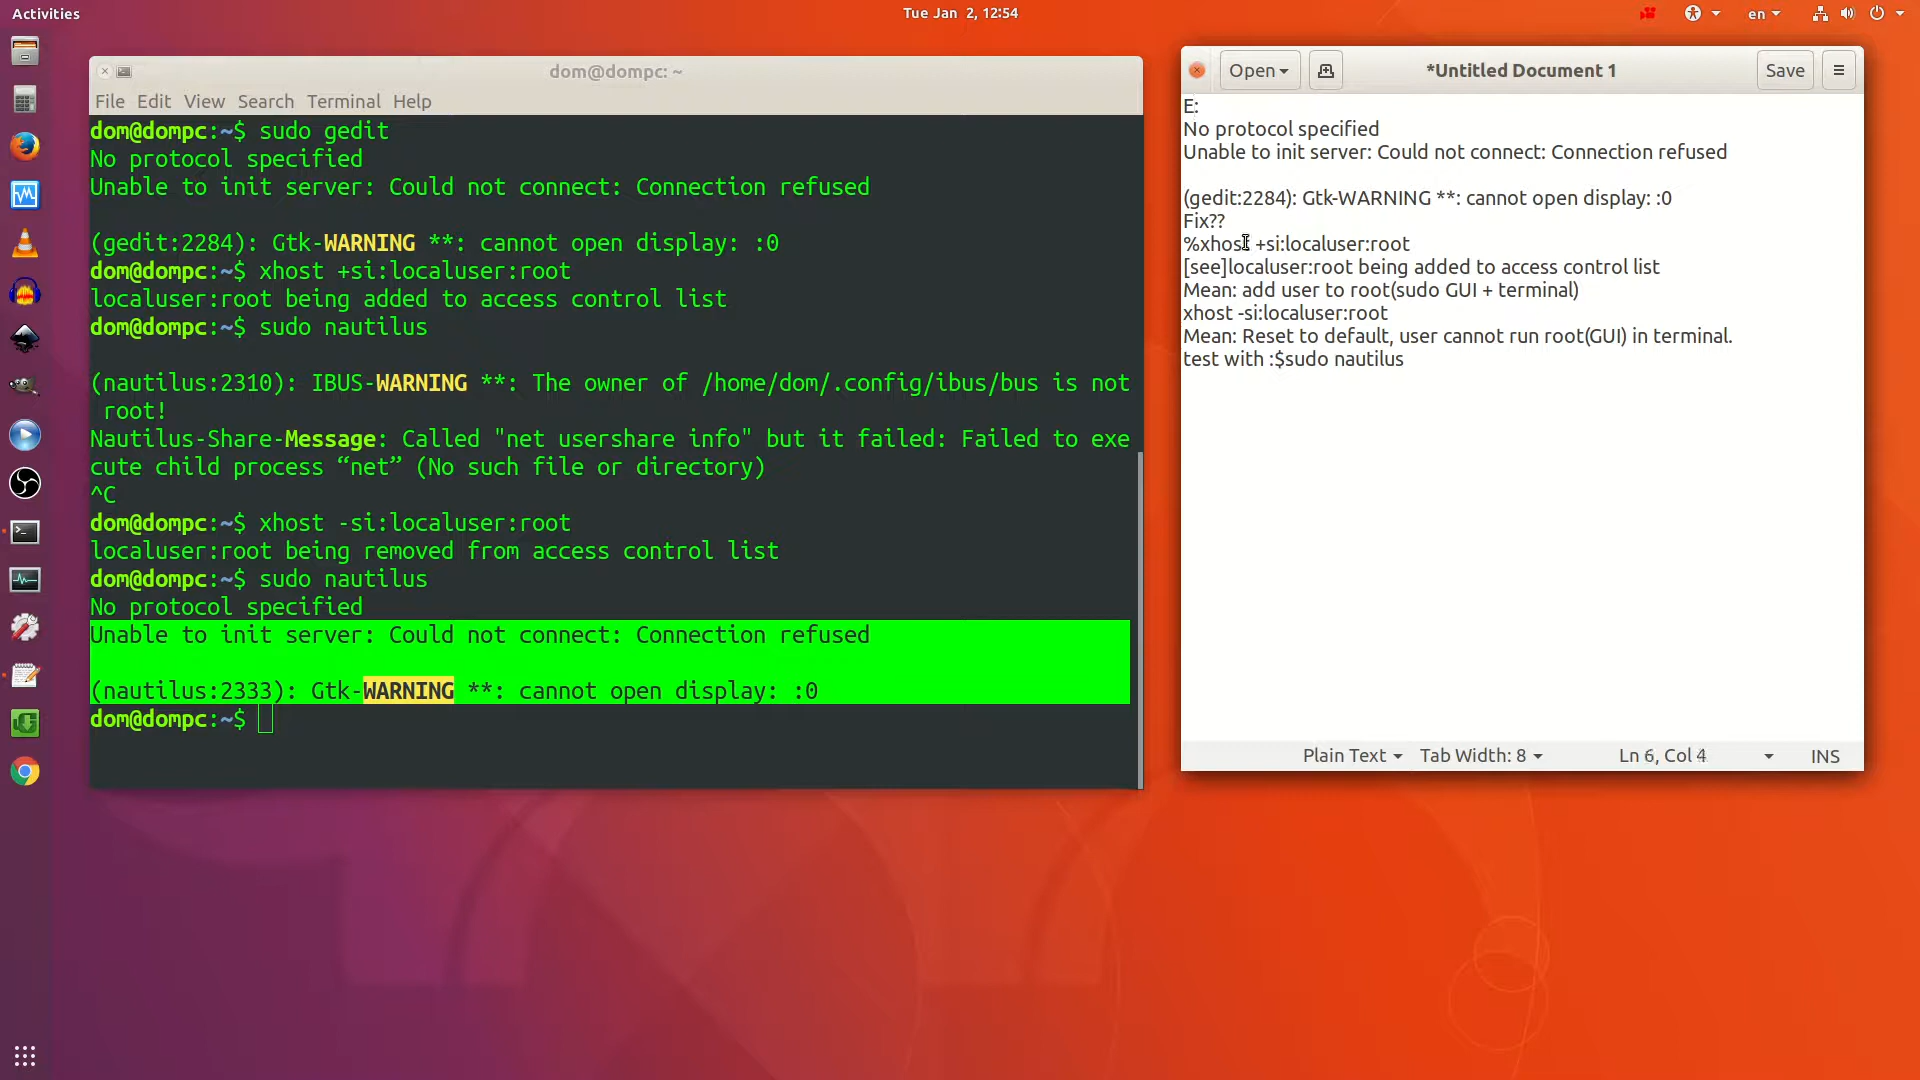 Activities
Tue Jan 2, 12:54
en
dom@dompc: ~
File Edit View Search Terminal Help
dom@dompc:~$ sudo gedit
No protocol specified
Unable to init server: Could not connect: Connection refused
(gedit:2284): Gtk-WARNING **: cannot open display: :0
dom@dompc:~$ xhost +si:localuser:root
localuser:root being added to access control list
dom@dompc:~$ sudo nautilus
(nautilus:2310): IBUS-WARNING **: The owner of /home/dom/.config/ibus/bus is not
root!
Nautilus-Share-Message: Called "net usershare info" but it failed: Failed to exe
cute child process “net” (No such file or directory)
^C
dom@dompc:~$ xhost -si:localuser:root
localuser:root being removed from access control list
dom@dompc:~$ sudo nautilus
No protocol specified
Unable to init server: Could not connect: Connection refused
(nautilus:2333): Gtk-WARNING **: cannot open display: :0
dom@dompc:~$
Open
*Untitled Document 1
Save
E:
No protocol specified
Unable to init server: Could not connect: Connection refused
(gedit:2284): Gtk-WARNING **: cannot open display: :0
Fix??
%xhost +si:localuser:root
[see]localuser:root being added to access control list
Mean: add user to root(sudo GUI + terminal)
xhost -si:localuser:root
Mean: Reset to default, user cannot run root(GUI) in terminal.
test with :$sudo nautilus
Plain Text
Tab Width: 8
Ln 6, Col 4
INS